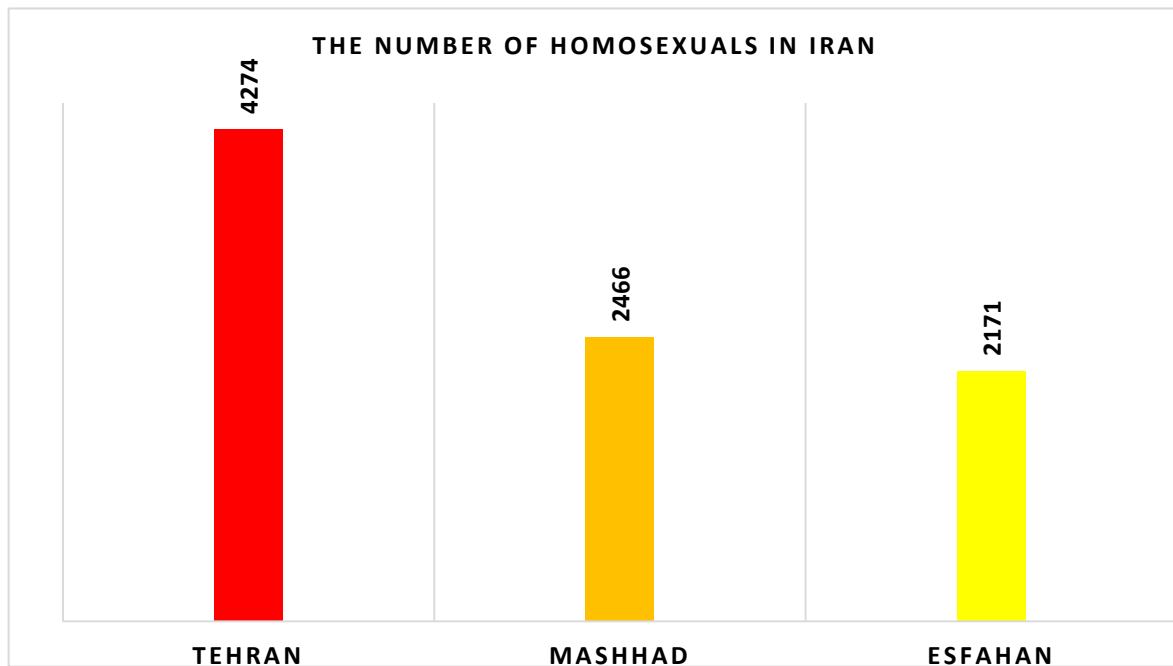 THE NUMBER OF HOMOSEXUALS IN IRAN
4274
2466
2171
TEHRAN
MASHHAD
ESFAHAN